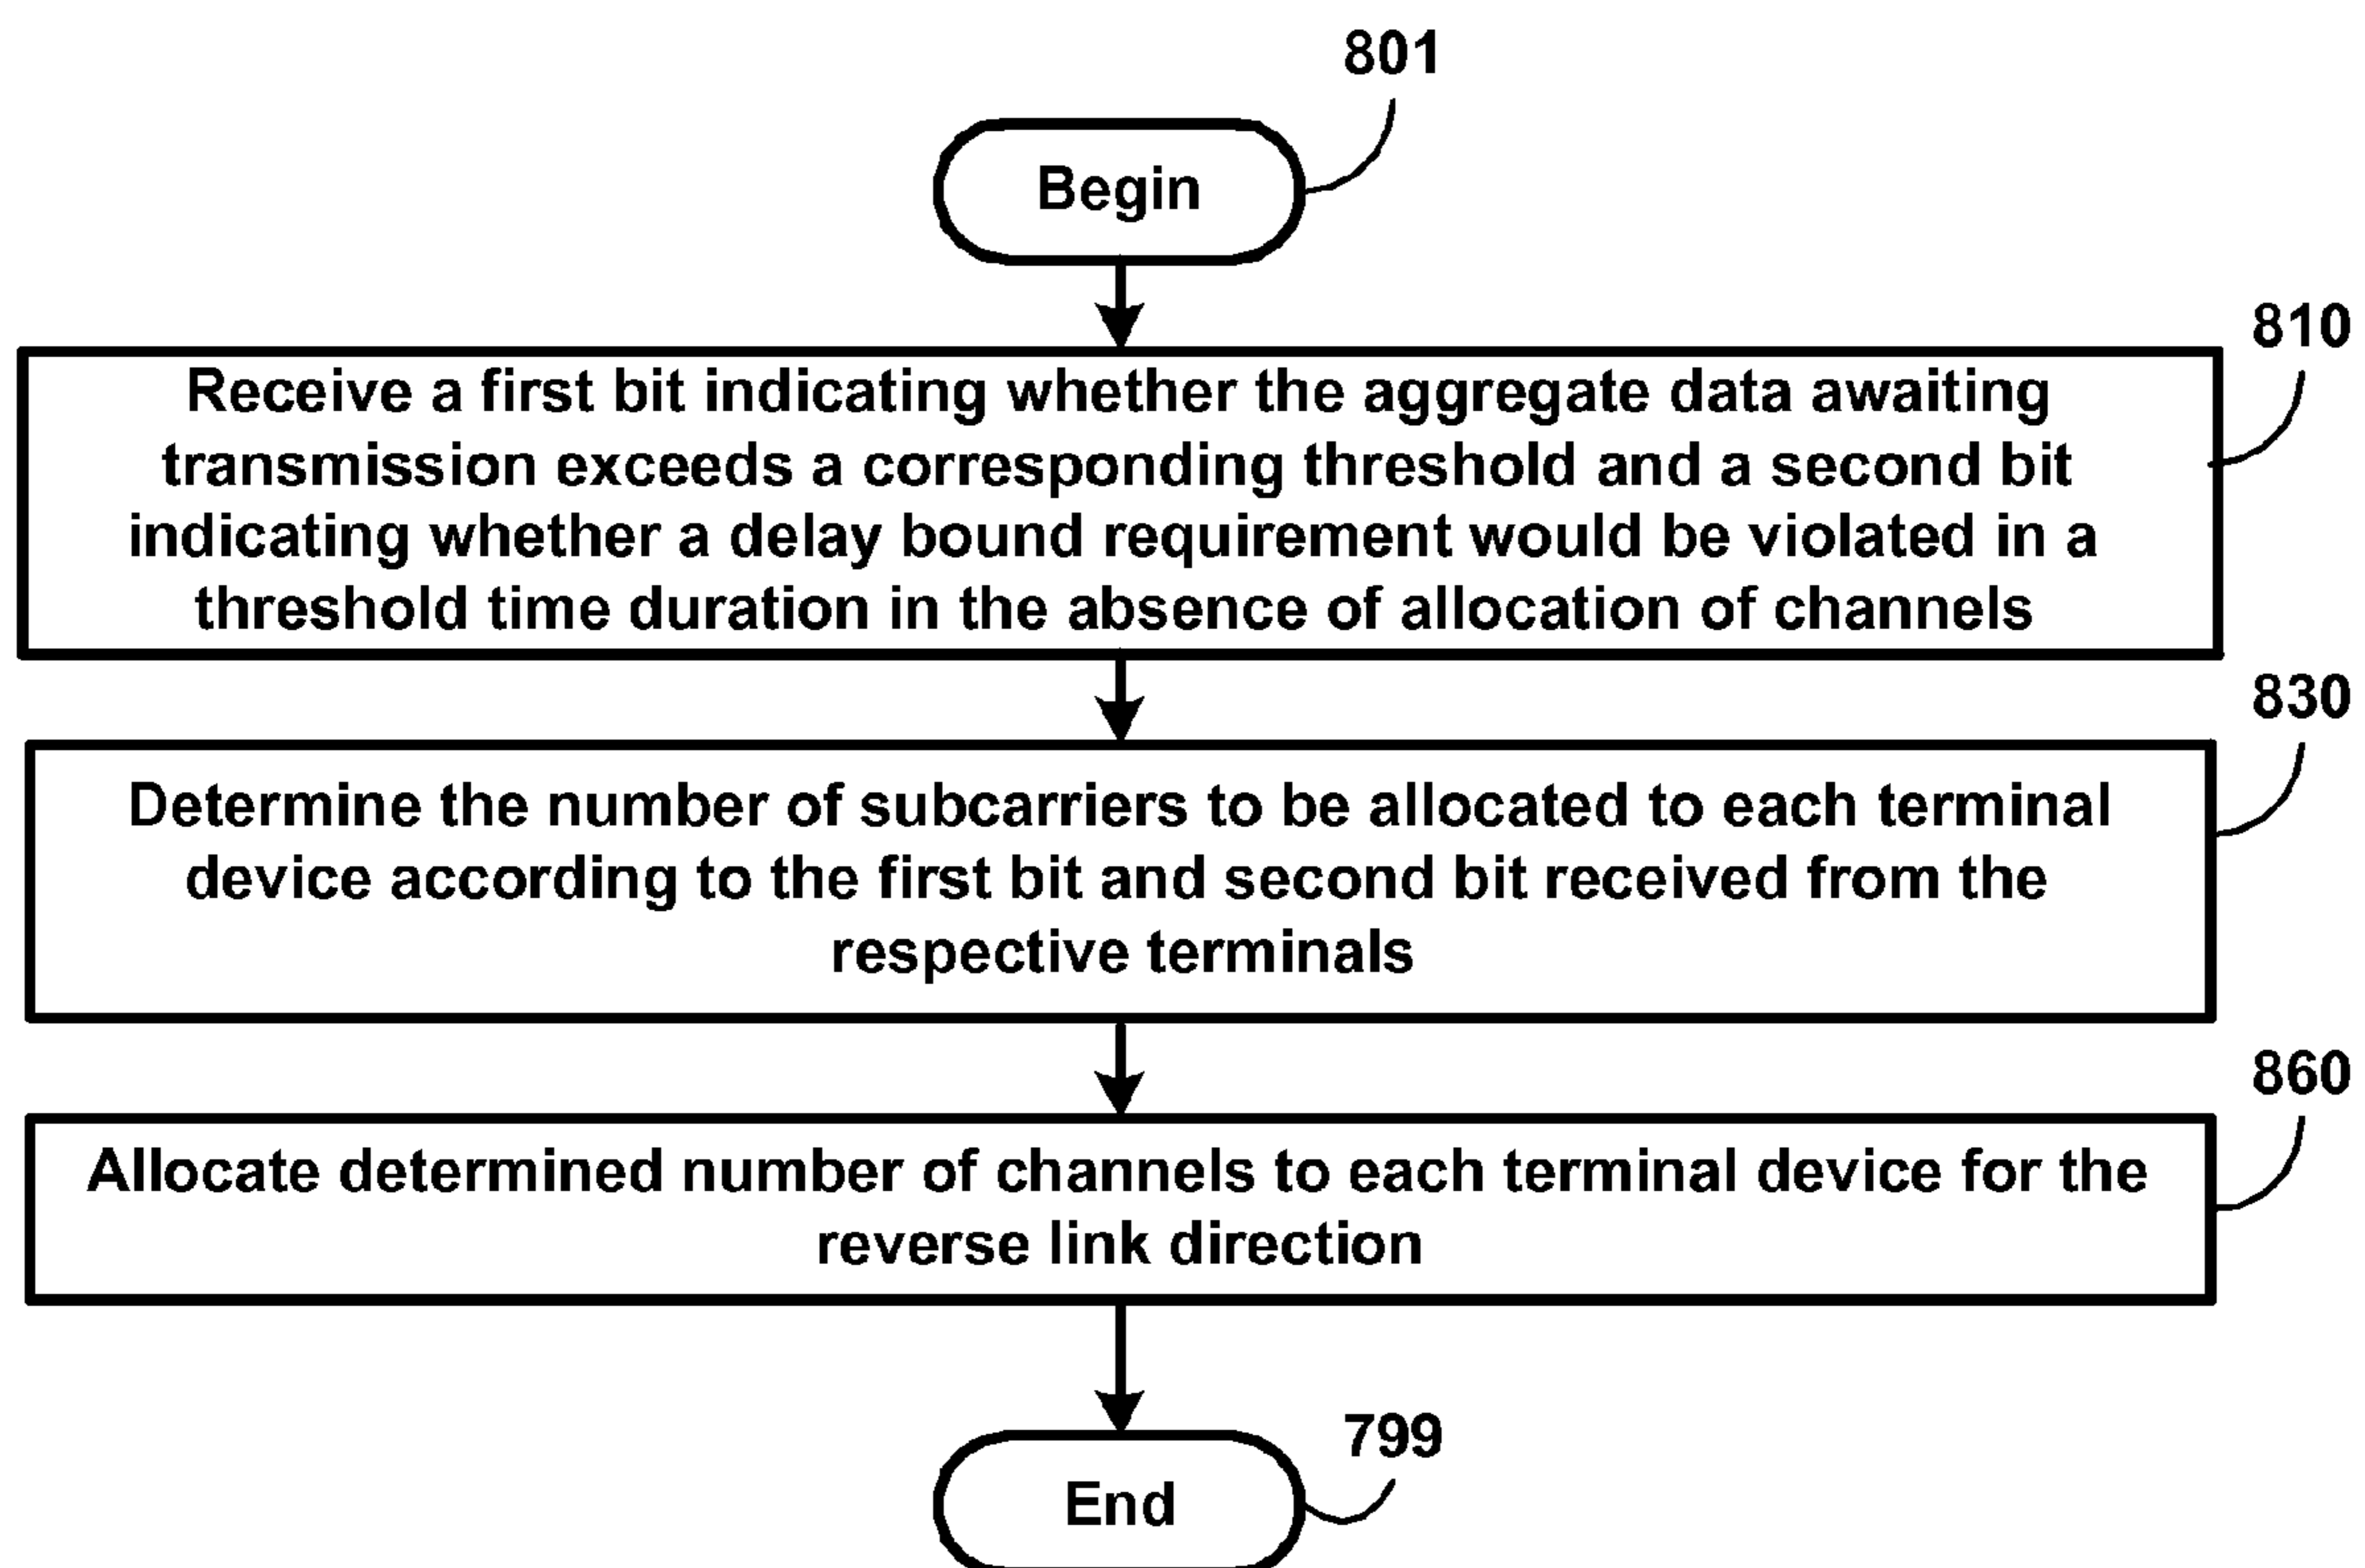 801
Begin
810
Receive a first bit indicating whether the aggregate data awaiting
transmission exceeds a corresponding threshold and a second bit
indicating whether a delay bound requirement would be violated in a
threshold time duration in the absence of allocation of channels
830
Determine the number of subcarriers to be allocated to each terminal
device according to the first bit and second bit received from the
respective terminals
860
Allocate determined number of channels to each terminal device for the
reverse link direction
799
End